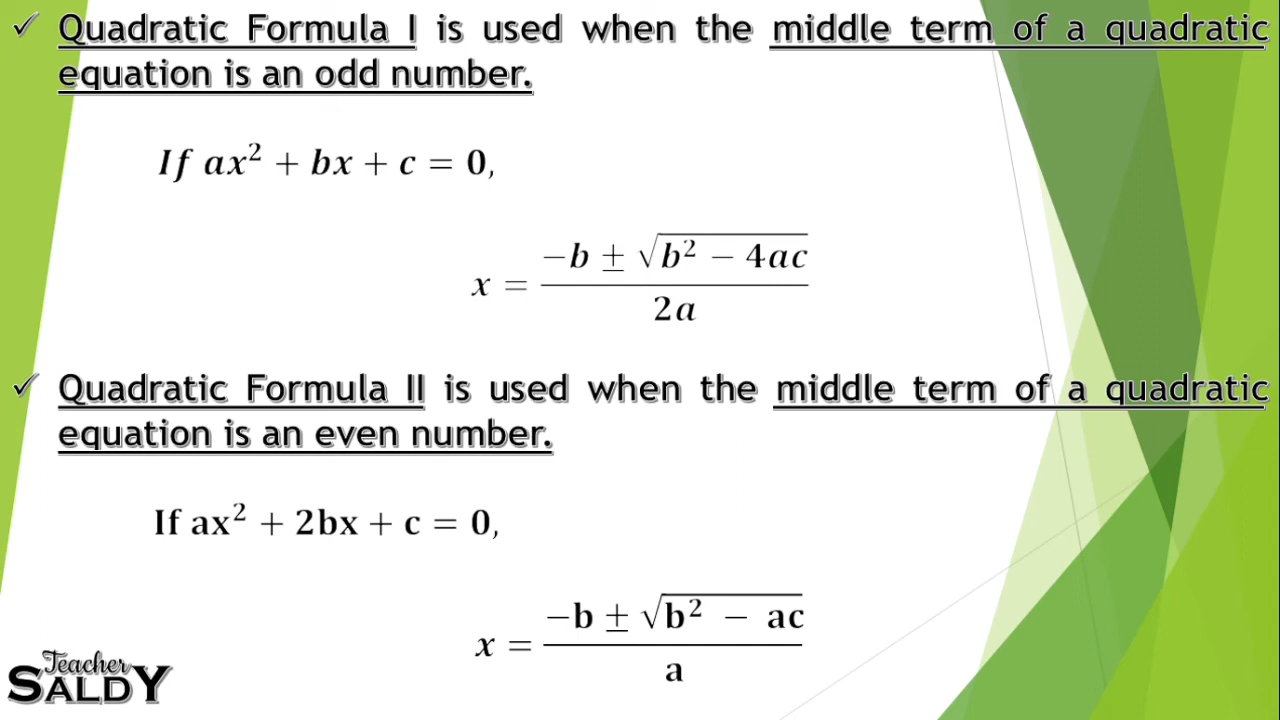 ✓ Quadratic Formula I is used when the middle term of a quadratic
equation is an odd number.
If ax² + bx + c = 0,
x = (−b ± √(b² − 4ac)) / 2a
✓ Quadratic Formula II is used when the middle term of a quadratic
equation is an even number.
If ax² + 2bx + c = 0,
x = (−b ± √(b² − ac)) / a
Teacher
SALDY